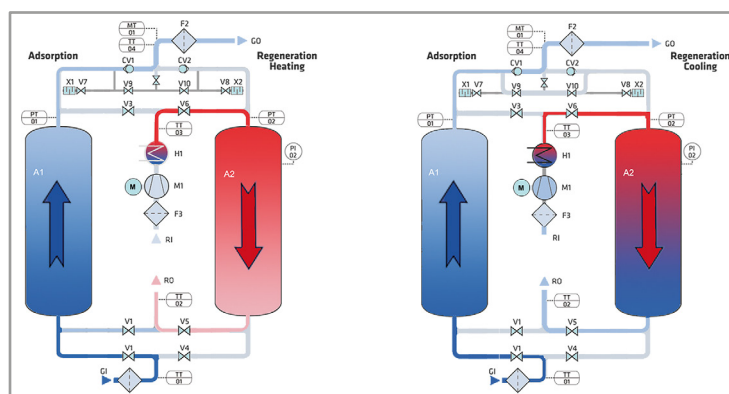 MT
01
F2
TT
04
GO
Adsorption
CV1
CV2
Regeneration
Heating
X1
V7
V9
V10
V8
X2
V3
V6
PT
01
PT
02
TT
03
PI
02
A1
H1
A2
M
M1
F3
RI
RO
TT
02
V1
V5
V1
V4
GI
TT
01
F1
MT
01
F2
TT
04
GO
Adsorption
CV1
CV2
Regeneration
Cooling
X1
V7
V9
V10
V8
X2
V3
V6
PT
01
PT
02
TT
03
PI
02
A1
H1
A2
M
M1
F3
RI
RO
TT
02
V1
V5
V1
V4
GI
TT
01
F1